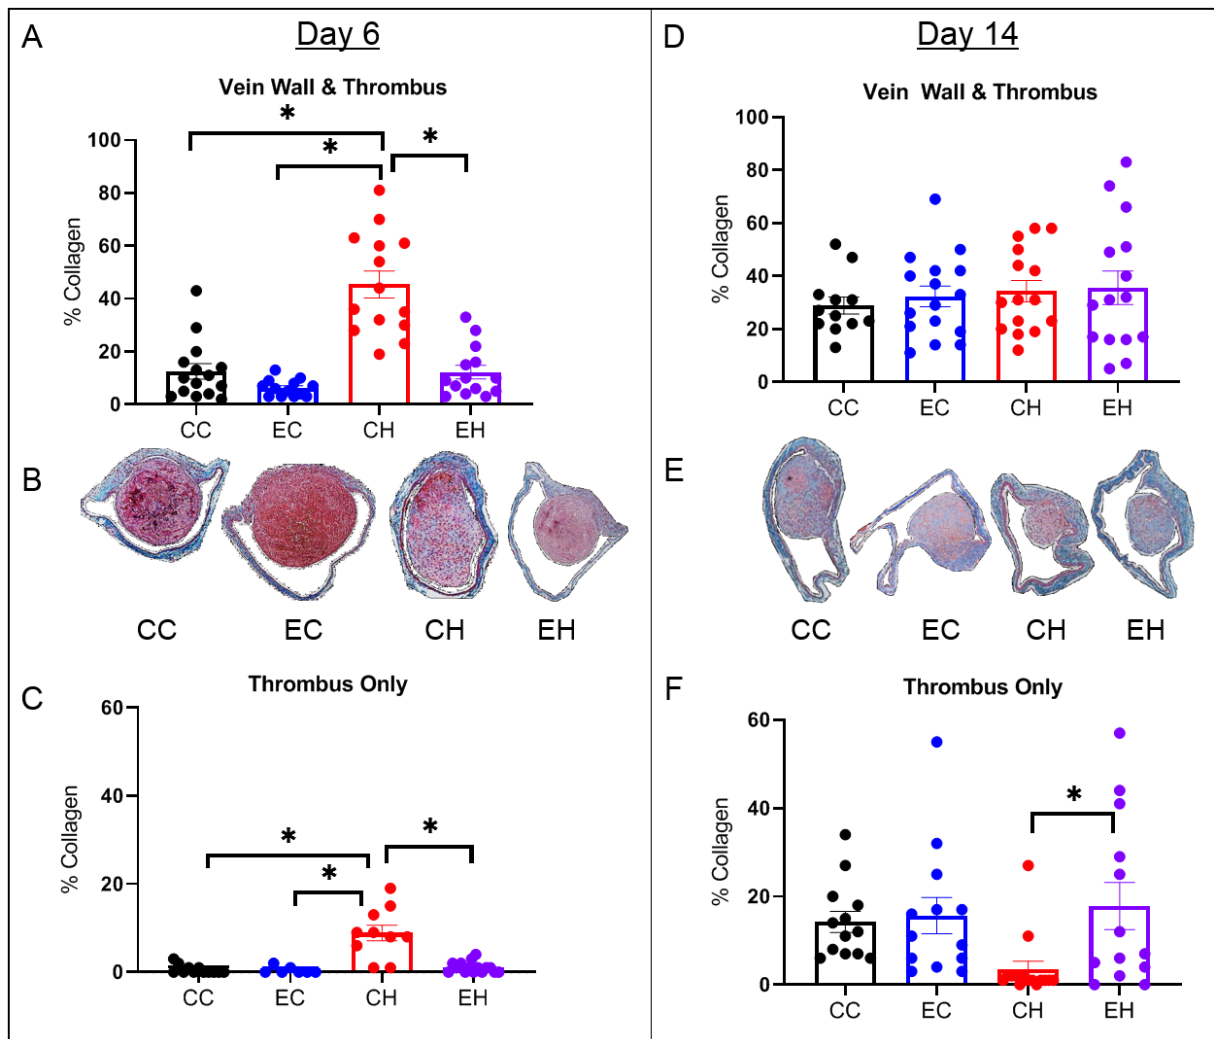 A
Day 6
Vein Wall & Thrombus
*
*
*
% Collagen
100
80
60
40
20
0
CC EC CH EH
B
CC EC CH EH
C
Thrombus Only
*
*
*
% Collagen
60
40
20
0
CC EC CH EH
D
Day 14
Vein Wall & Thrombus
% Collagen
100
80
60
40
20
0
CC EC CH EH
E
CC EC CH EH
F
Thrombus Only
*
% Collagen
60
40
20
0
CC EC CH EH